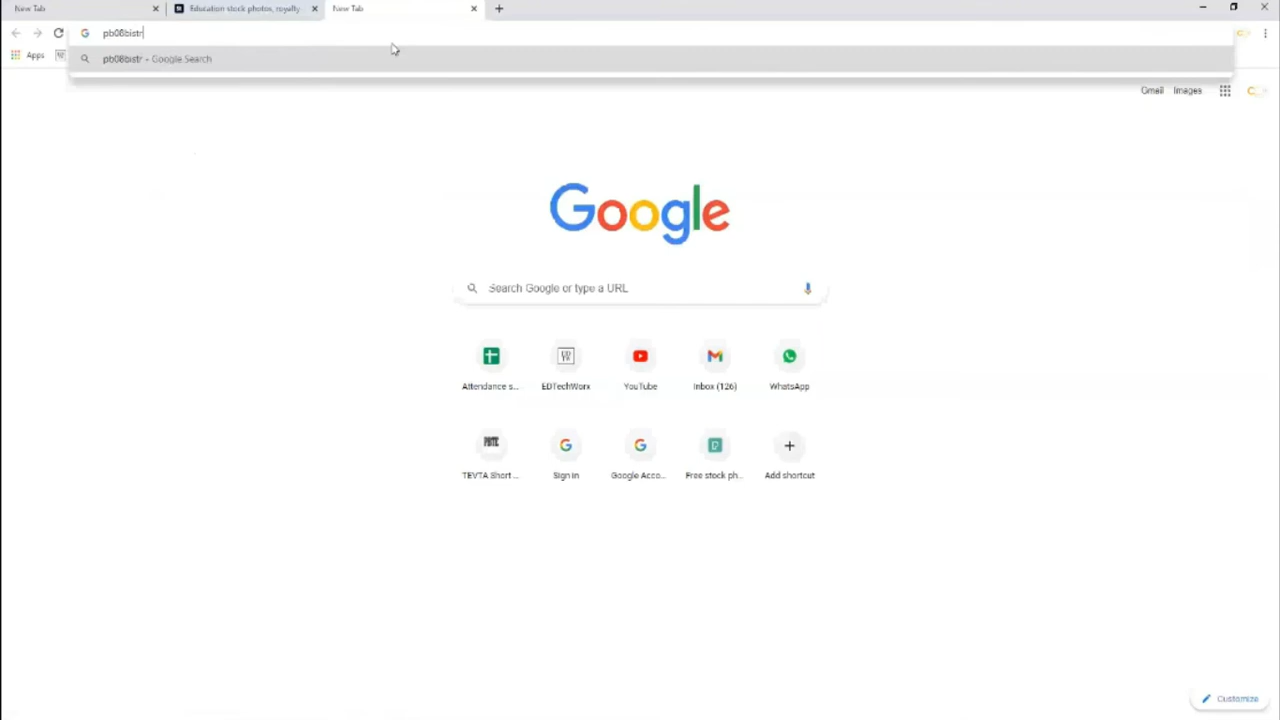 New Tab
Education stock photos, royalty
New Tab
pb08bistr
Apps
pb08bistr - Google Search
Gmail Images
Google
Search Google or type a URL
Attendance s...
EDTechWorx
YouTube
Inbox (126)
WhatsApp
TEVTA Short ...
Sign in
Google Acco...
Free stock ph...
Add shortcut
Customize